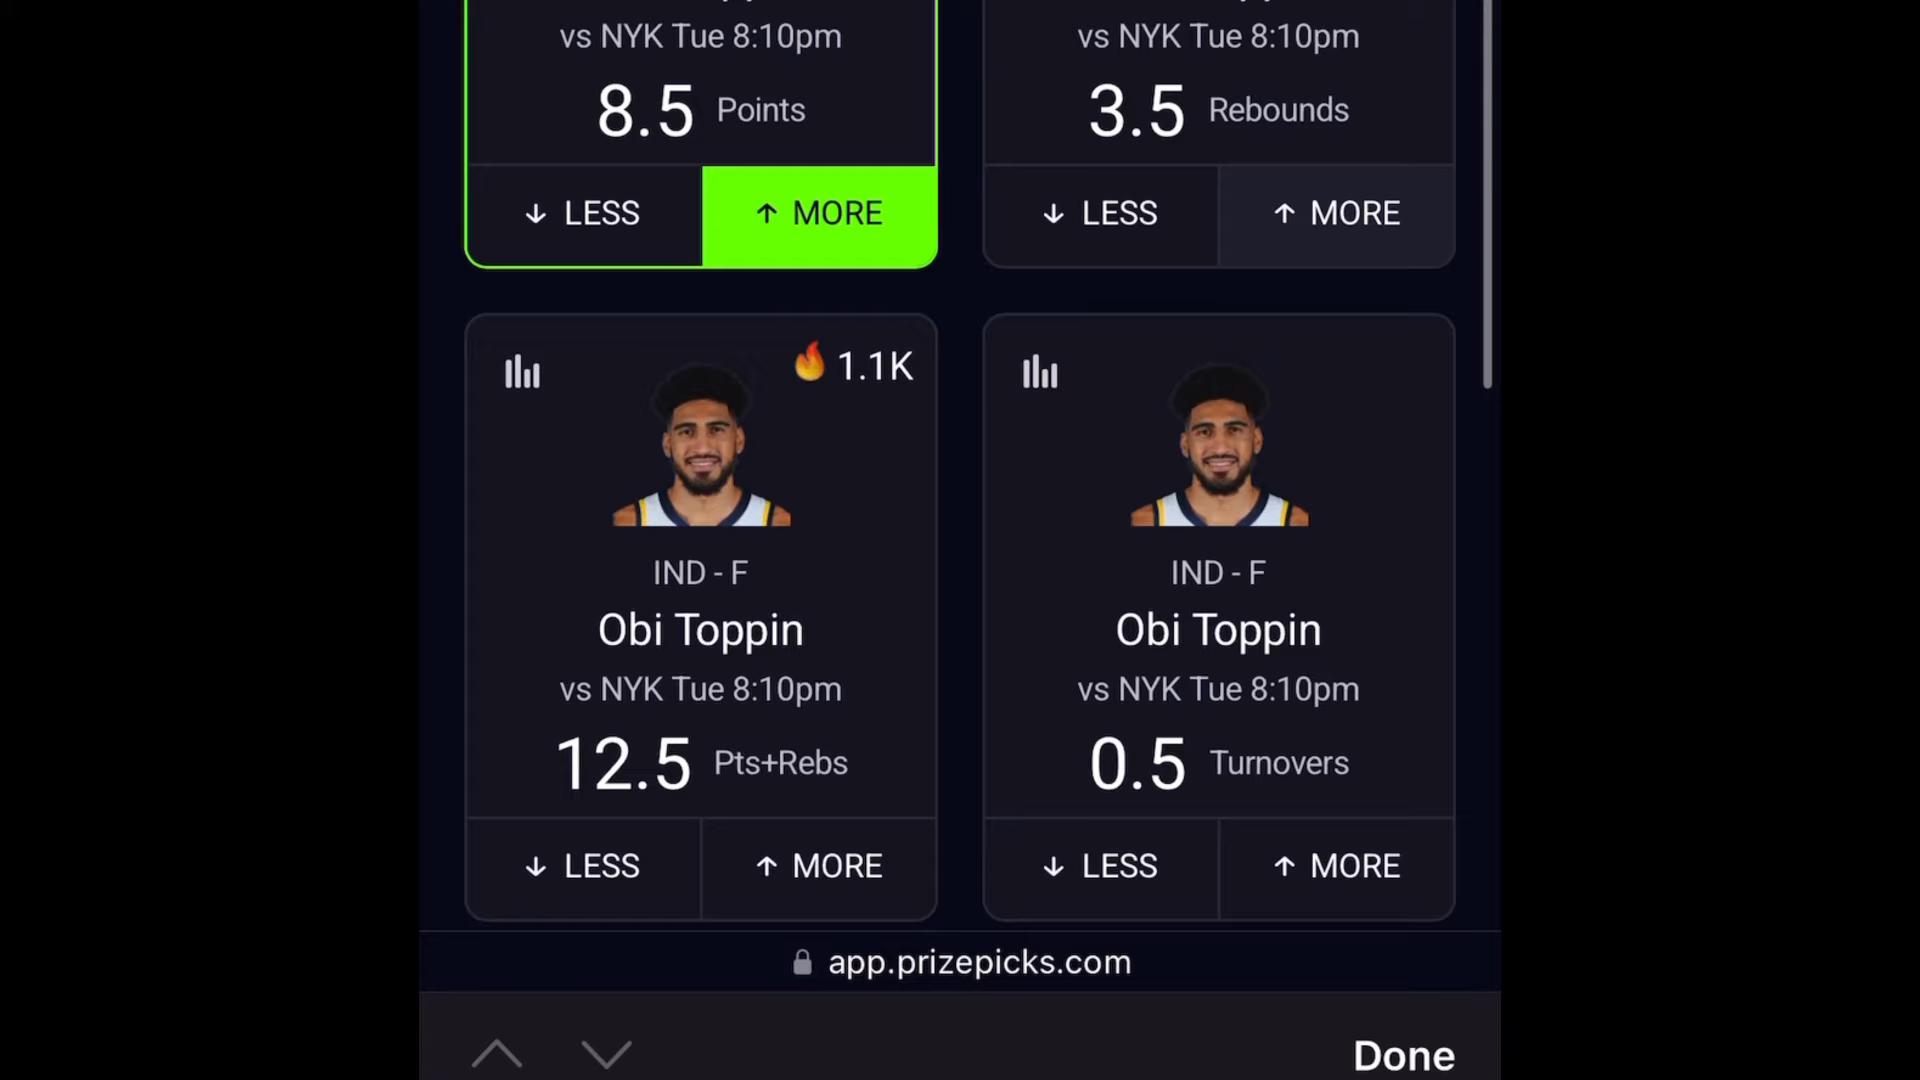 vs NYK Tue 8:10pm
8.5 Points
↓ LESS ↑ MORE
vs NYK Tue 8:10pm
3.5 Rebounds
↓ LESS ↑ MORE
1.1K
IND - F
Obi Toppin
vs NYK Tue 8:10pm
12.5 Pts+Rebs
↓ LESS ↑ MORE
IND - F
Obi Toppin
vs NYK Tue 8:10pm
0.5 Turnovers
↓ LESS ↑ MORE
app.prizepicks.com
Done